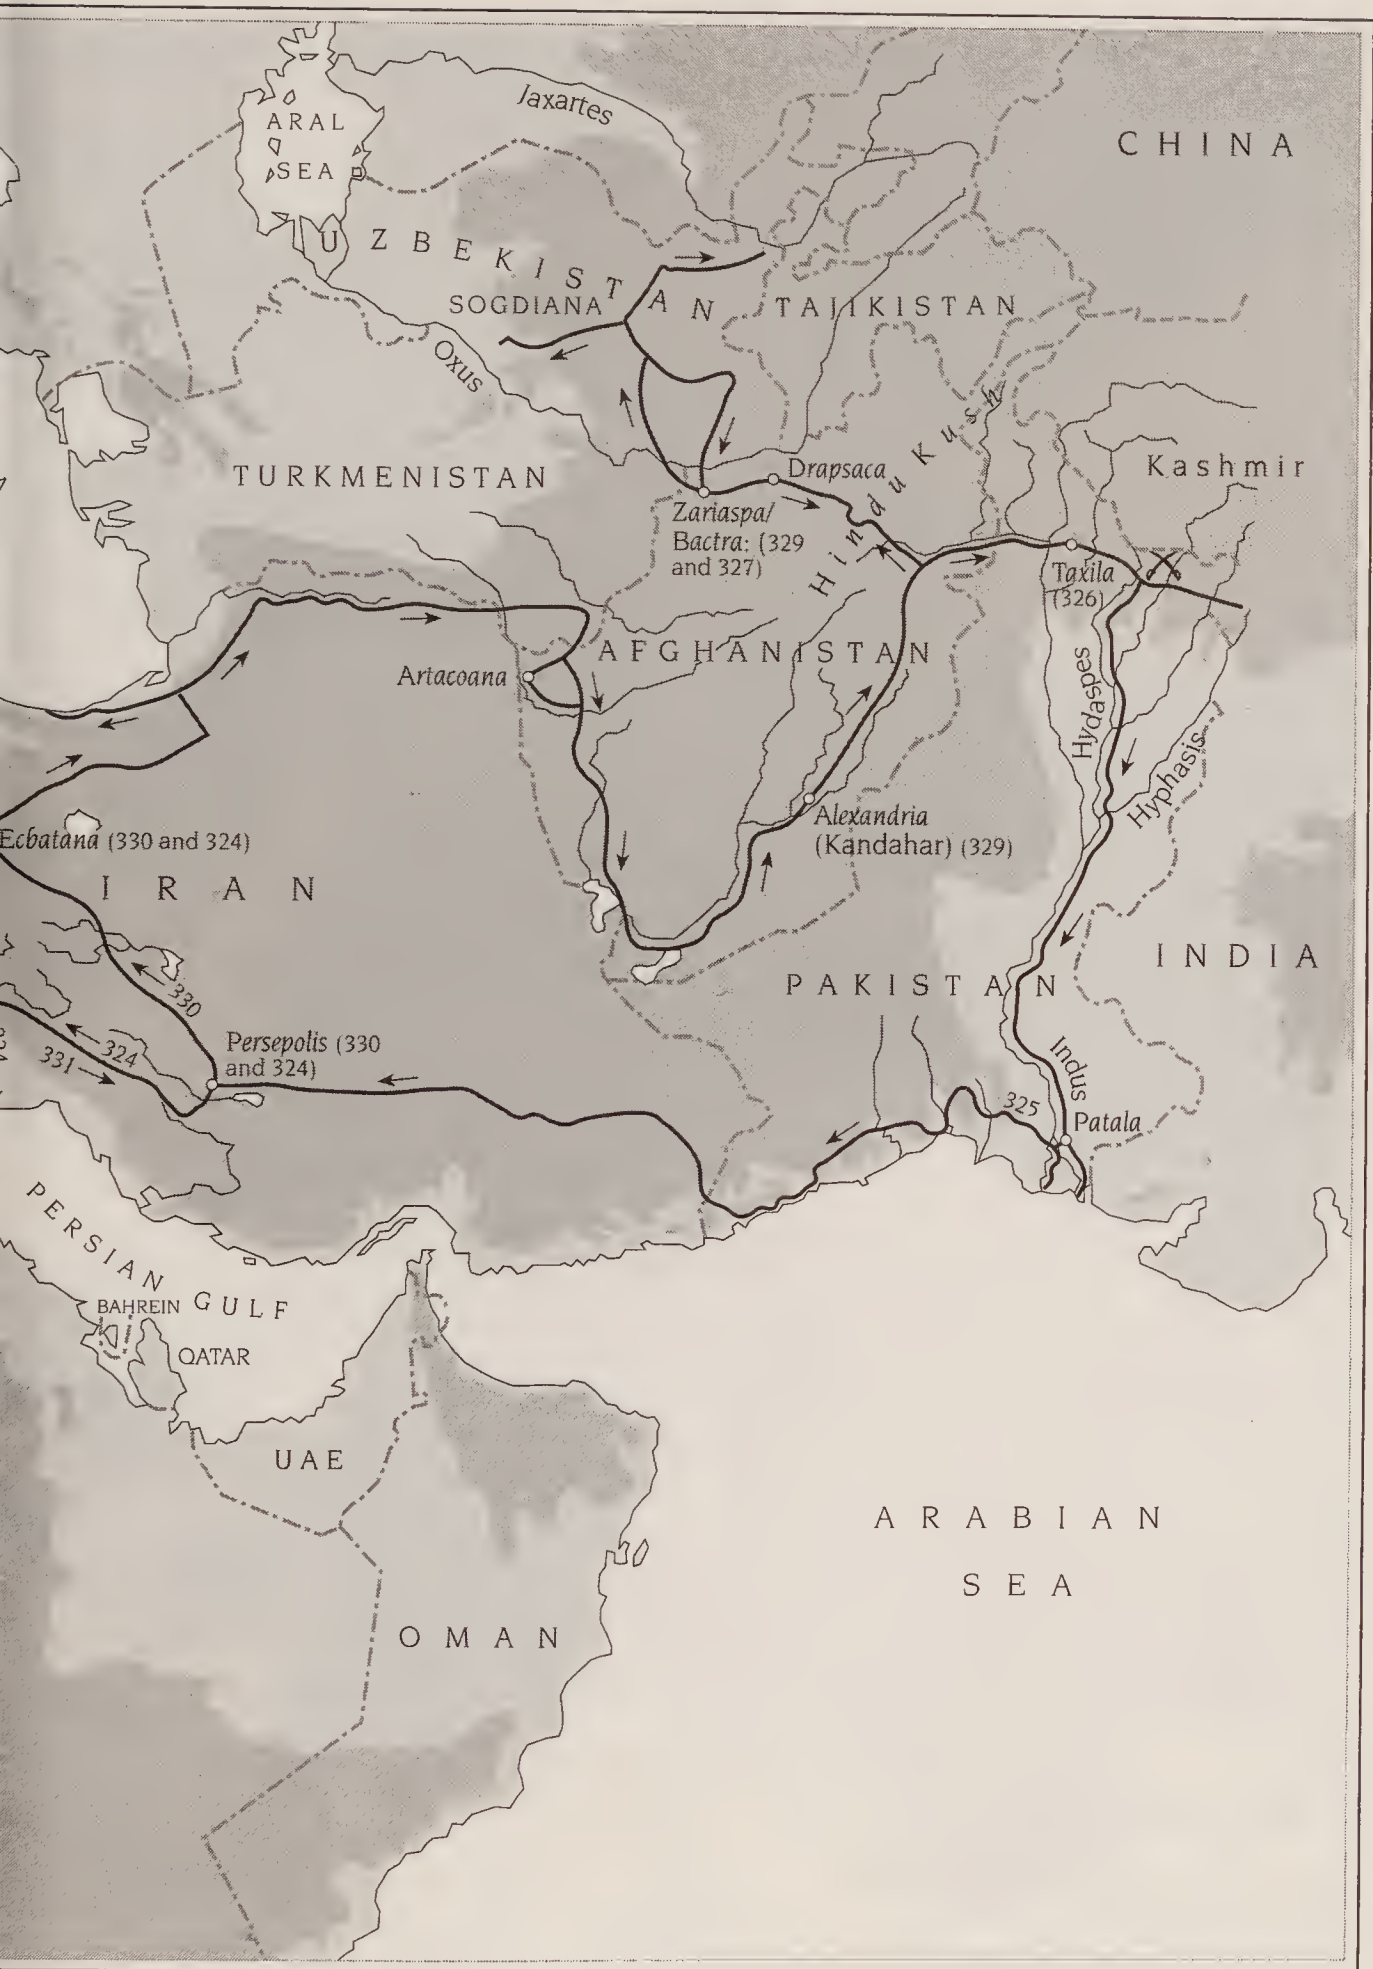 Jaxartes
ARAL
SEA
CHINA
UZBEKISTAN
SOGDIANA
TAJIKISTAN
Oxus
Hindu Kush
TURKMENISTAN
Drapsaca
Kashmir
Zariaspa/
Bactra: (329
and 327)
Taxila
(326)
AFGHANISTAN
Artacoana
Hydaspes
Hyphasis
Alexandria
(Kandahar) (329)
Ecbatana (330 and 324)
IRAN
INDIA
PAKISTAN
330
Persepolis (330
and 324)
324
331
Indus
325
Patala
PERSIAN GULF
BAHREIN
QATAR
UAE
ARABIAN
SEA
OMAN